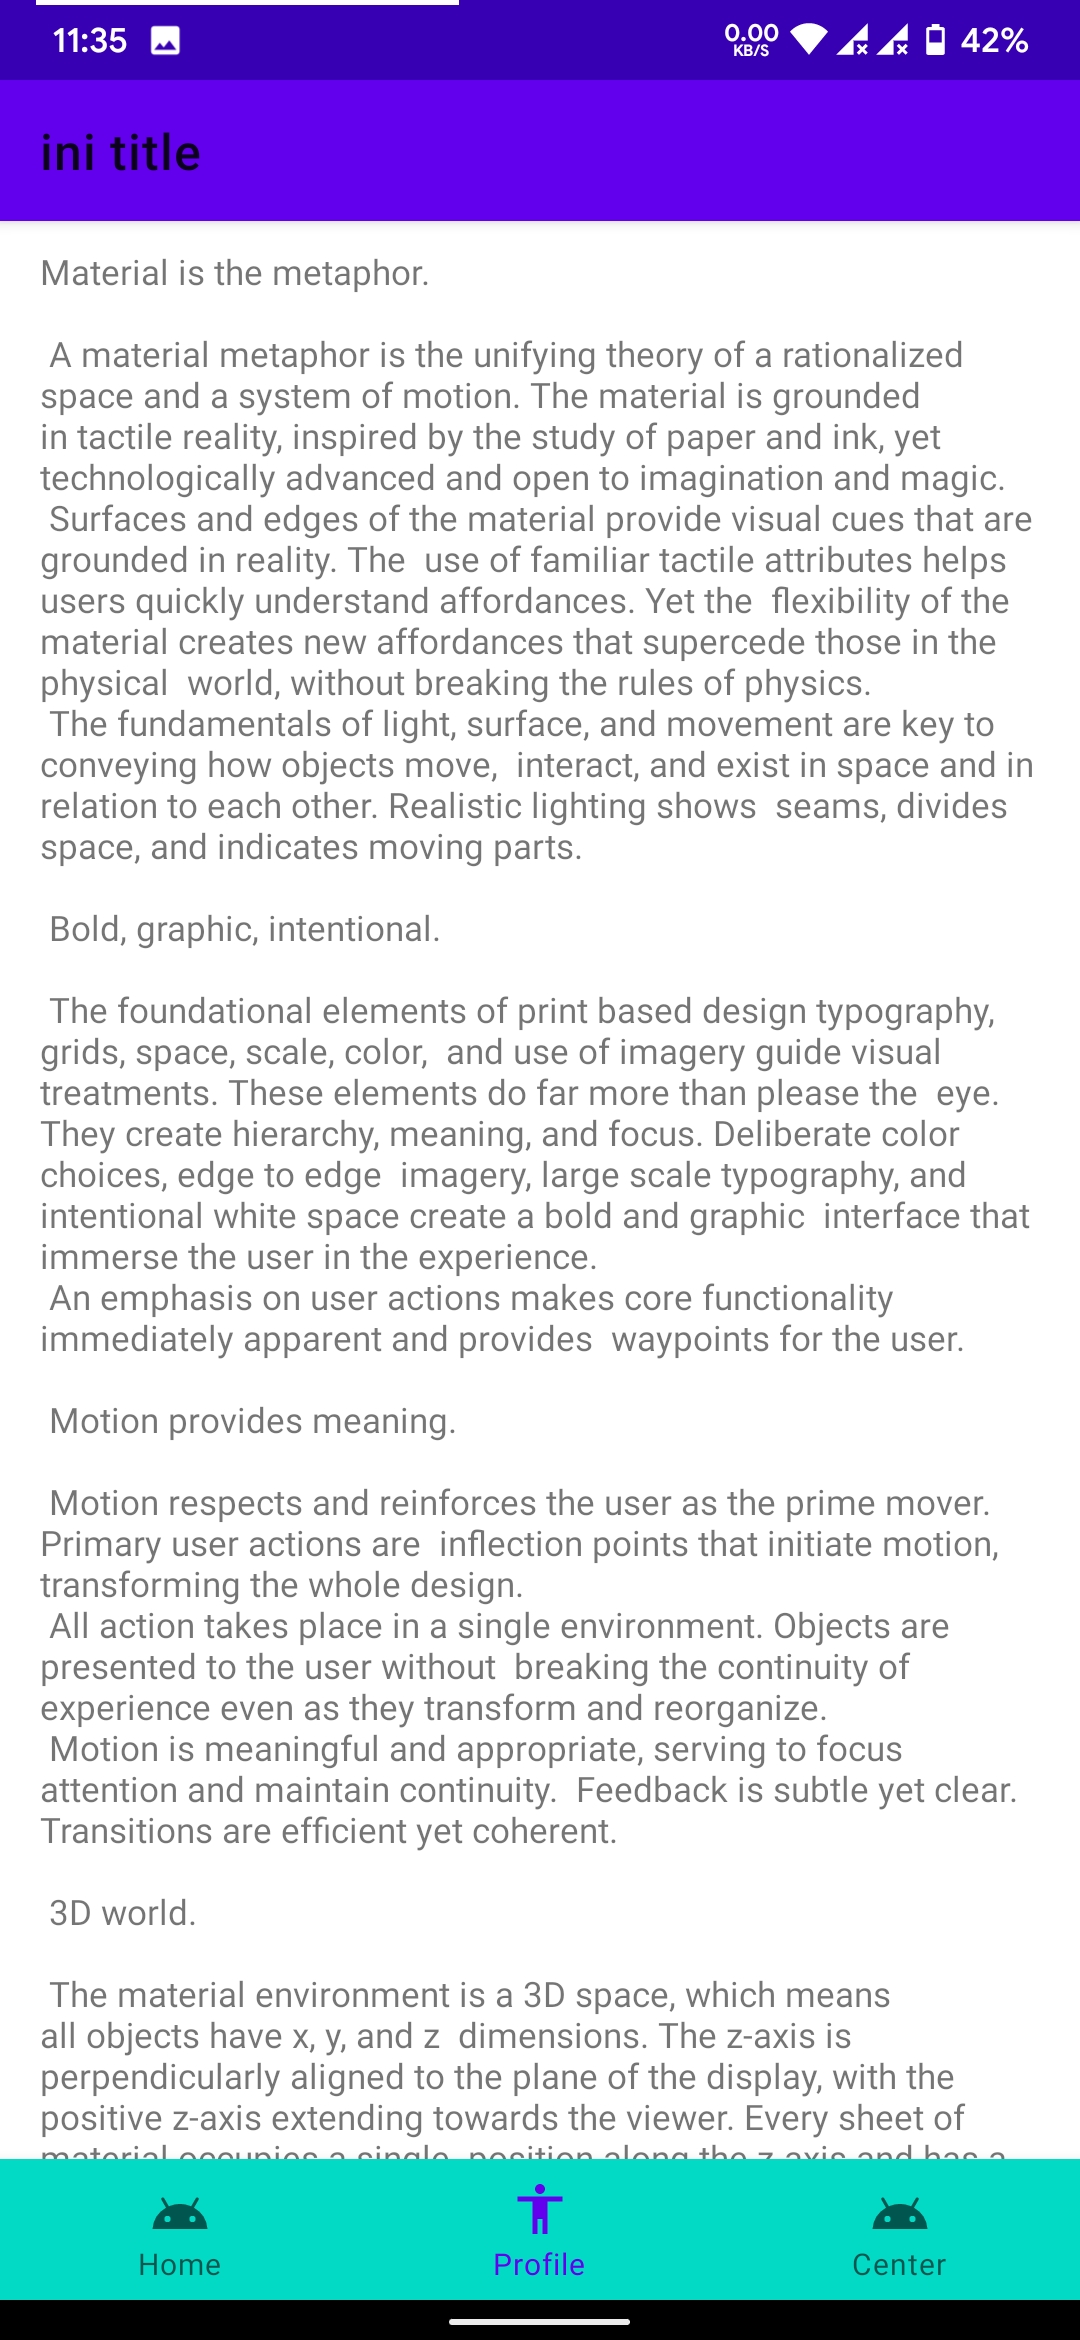 11:35
0.00
KB/S
42%
ini title
Material is the metaphor.
A material metaphor is the unifying theory of a rationalized
space and a system of motion. The material is grounded
in tactile reality, inspired by the study of paper and ink, yet
technologically advanced and open to imagination and magic.
Surfaces and edges of the material provide visual cues that are
grounded in reality. The  use of familiar tactile attributes helps
users quickly understand affordances. Yet the  flexibility of the
material creates new affordances that supercede those in the
physical  world, without breaking the rules of physics.
The fundamentals of light, surface, and movement are key to
conveying how objects move,  interact, and exist in space and in
relation to each other. Realistic lighting shows  seams, divides
space, and indicates moving parts.
Bold, graphic, intentional.
The foundational elements of print based design typography,
grids, space, scale, color,  and use of imagery guide visual
treatments. These elements do far more than please the  eye.
They create hierarchy, meaning, and focus. Deliberate color
choices, edge to edge  imagery, large scale typography, and
intentional white space create a bold and graphic  interface that
immerse the user in the experience.
An emphasis on user actions makes core functionality
immediately apparent and provides  waypoints for the user.
Motion provides meaning.
Motion respects and reinforces the user as the prime mover.
Primary user actions are  inflection points that initiate motion,
transforming the whole design.
All action takes place in a single environment. Objects are
presented to the user without  breaking the continuity of
experience even as they transform and reorganize.
Motion is meaningful and appropriate, serving to focus
attention and maintain continuity.  Feedback is subtle yet clear.
Transitions are efficient yet coherent.
3D world.
The material environment is a 3D space, which means
all objects have x, y, and z  dimensions. The z-axis is
perpendicularly aligned to the plane of the display, with the
positive z-axis extending towards the viewer. Every sheet of
material occupies a single  position along the z-axis and has a
Home
Profile
Center